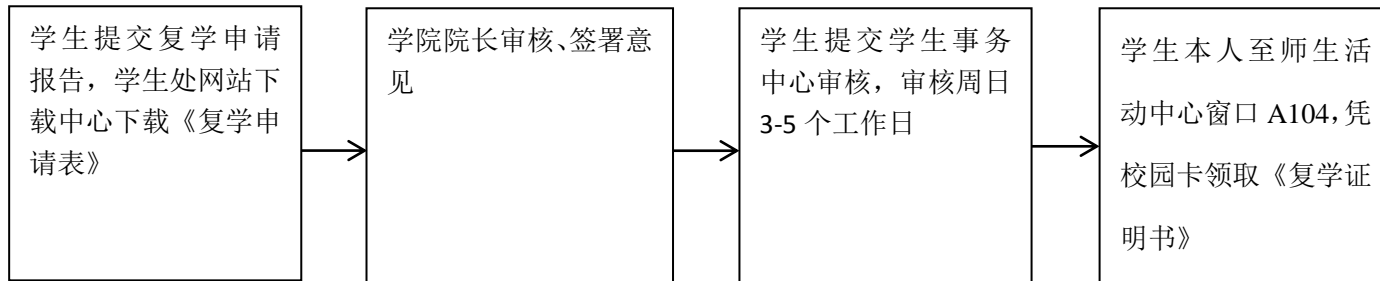 学生提交复学申请
报告，学生处网站下
载中心下载《复学申
请表》
学院院长审核、签署意
见
学生提交学生事务
中心审核，审核周日
3-5 个工作日
学生本人至师生活
动中心窗口 A104，凭
校园卡领取《复学证
明书》